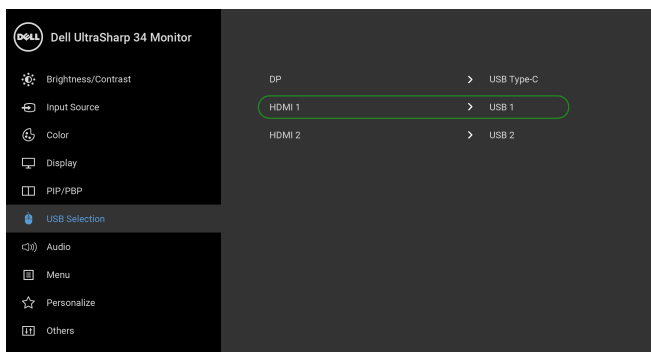 DELL Dell UltraSharp 34 Monitor
Brightness/Contrast
DP USB Type-C
Input Source
HDMI 1 USB 1
Color
HDMI 2 USB 2
Display
PIP/PBP
USB Selection
Audio
Menu
Personalize
Others